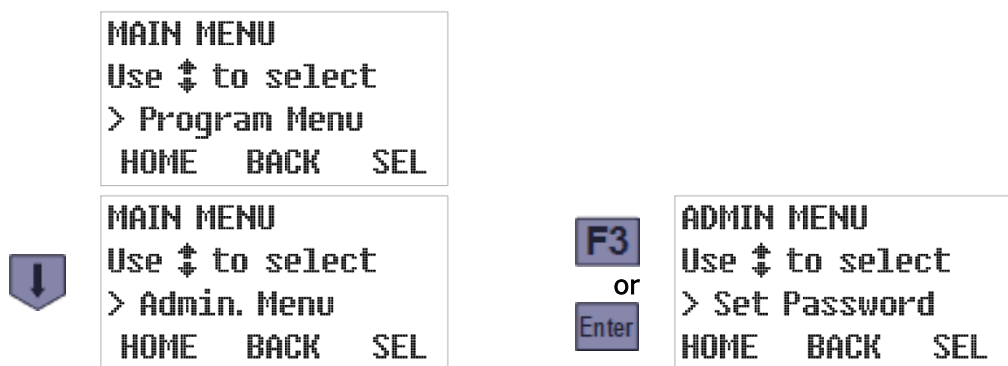 MAIN MENU
Use ↕ to select
> Program Menu
HOME BACK SEL
MAIN MENU
Use ↕ to select
> Admin. Menu
HOME BACK SEL
F3
or
Enter
ADMIN MENU
Use ↕ to select
> Set Password
HOME BACK SEL